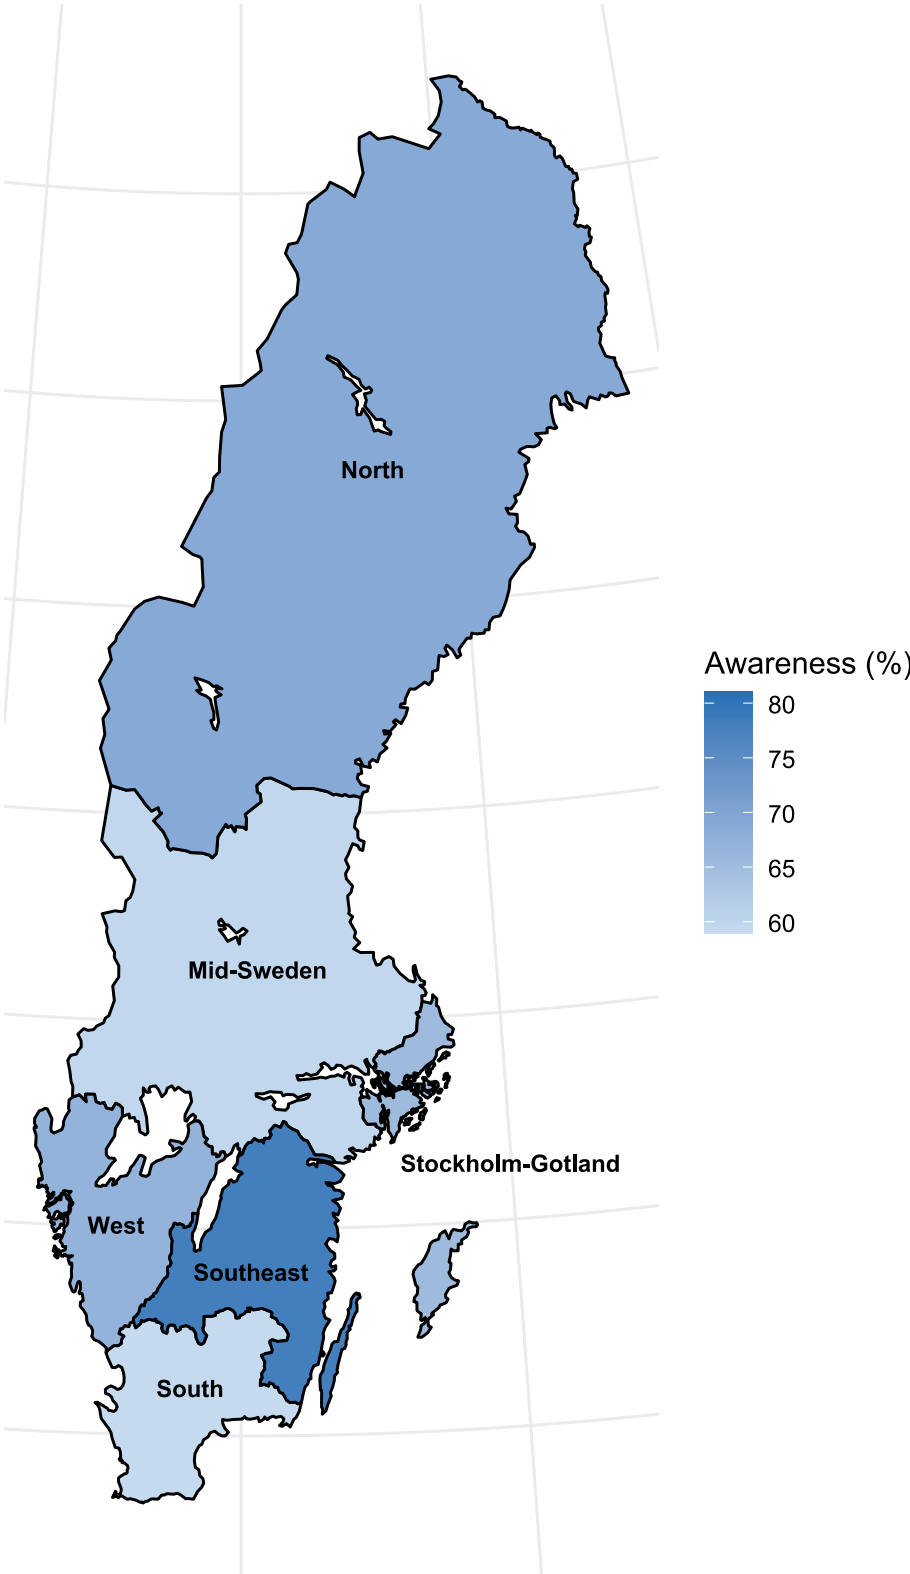 North
Awareness (%)
80
75
70
65
60
Mid-Sweden
Stockholm-Gotland
West
Southeast
South